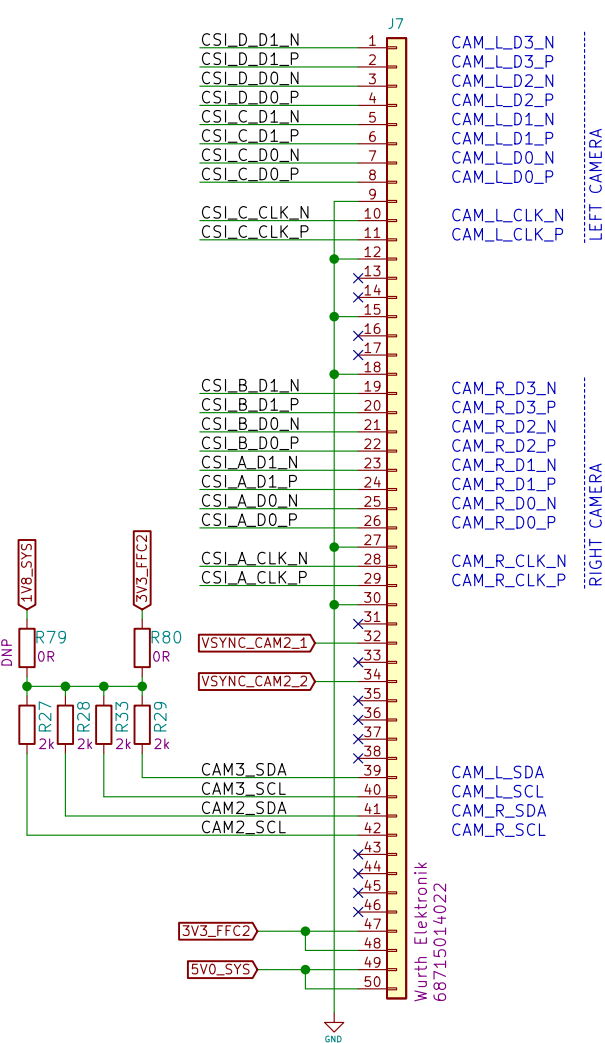 J7
CSI_D_D1_N 1 CAM_L_D3_N
CSI_D_D1_P 2 CAM_L_D3_P
CSI_D_D0_N 3 CAM_L_D2_N
CSI_D_D0_P 4 CAM_L_D2_P
CSI_C_D1_N 5 CAM_L_D1_N
CSI_C_D1_P 6 CAM_L_D1_P
CSI_C_D0_N 7 CAM_L_D0_N
CSI_C_D0_P 8 CAM_L_D0_P
9
CSI_C_CLK_N 10 CAM_L_CLK_N
CSI_C_CLK_P 11 CAM_L_CLK_P
LEFT CAMERA
12
13
14
15
16
17
18
CSI_B_D1_N 19 CAM_R_D3_N
CSI_B_D1_P 20 CAM_R_D3_P
CSI_B_D0_N 21 CAM_R_D2_N
CSI_B_D0_P 22 CAM_R_D2_P
CSI_A_D1_N 23 CAM_R_D1_N
CSI_A_D1_P 24 CAM_R_D1_P
CSI_A_D0_N 25 CAM_R_D0_N
CSI_A_D0_P 26 CAM_R_D0_P
27
CSI_A_CLK_N 28 CAM_R_CLK_N
CSI_A_CLK_P 29 CAM_R_CLK_P
RIGHT CAMERA
30
31
VSYNC_CAM2_1 32
33
VSYNC_CAM2_2 34
35
36
37
38
1V8_SYS
3V3_FFC2
DNP
R79
0R
R80
0R
R27
2k
R28
2k
R33
2k
R29
2k
CAM3_SDA 39 CAM_L_SDA
CAM3_SCL 40 CAM_L_SCL
CAM2_SDA 41 CAM_R_SDA
CAM2_SCL 42 CAM_R_SCL
43
44
45
46
3V3_FFC2 47
48
5V0_SYS 49
50
Wurth Elektronik
68715014022
GND